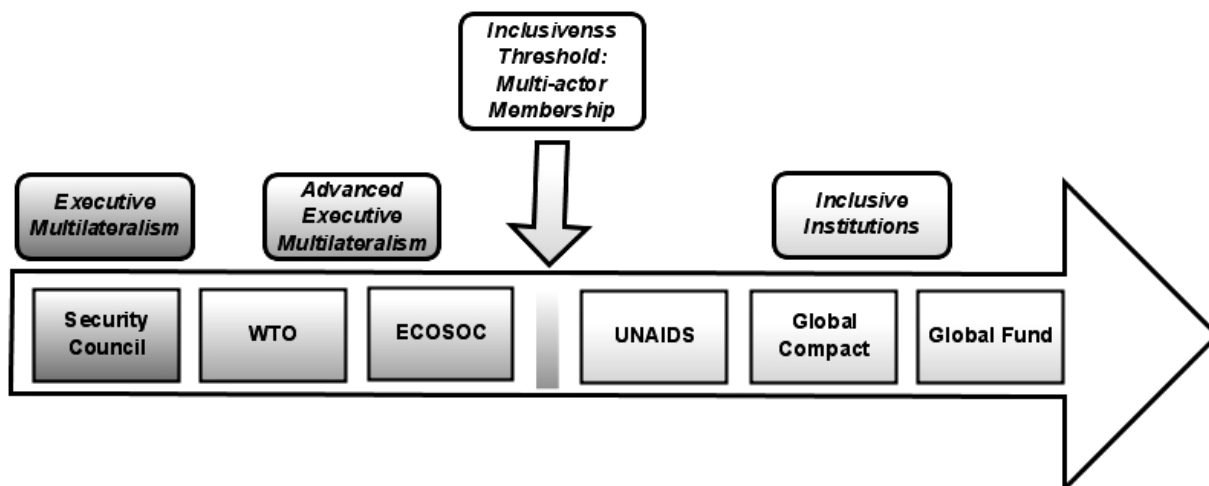 Inclusivenss
Threshold:
Multi-actor
Membership
Executive
Multilateralism
Advanced
Executive
Multilateralism
Inclusive
Institutions
Security
Council
WTO
ECOSOC
UNAIDS
Global
Compact
Global Fund